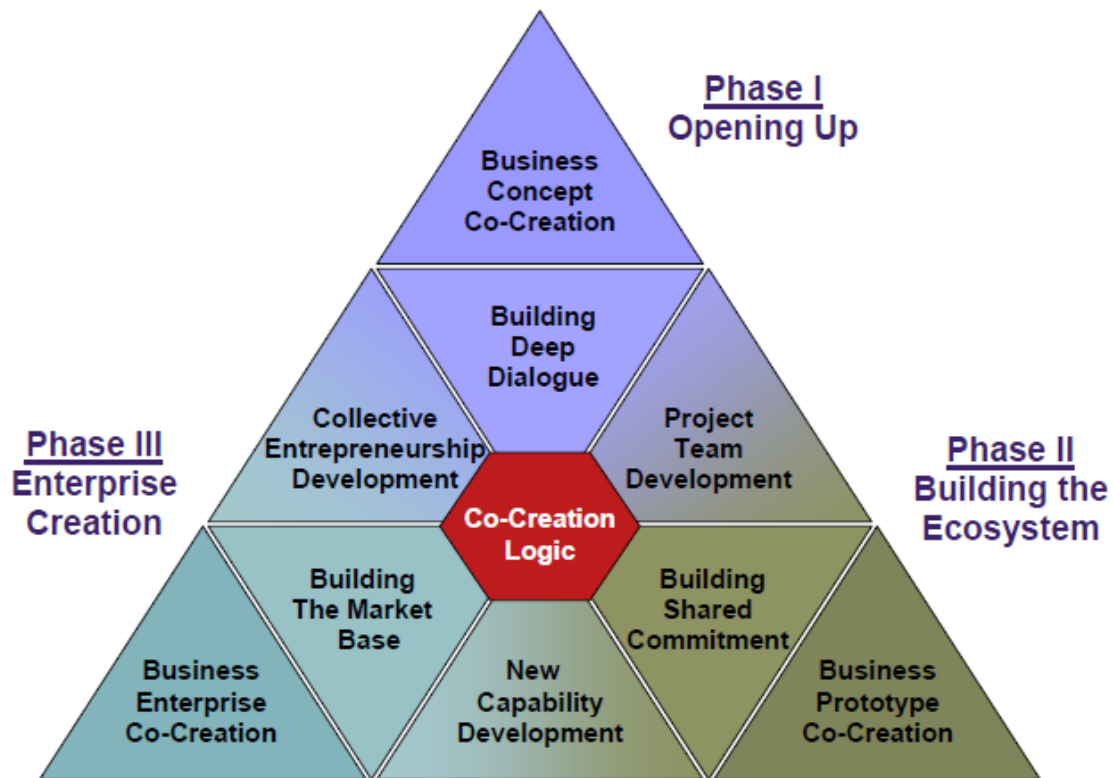 Phase I
Opening Up
Business
Concept
Co-Creation
Building
Deep
Dialogue
Collective
Entrepreneurship
Development
Project
Team
Development
Phase III
Enterprise
Creation
Phase II
Building the
Ecosystem
Co-Creation
Logic
Building
The Market
Base
Building
Shared
Commitment
Business
Enterprise
Co-Creation
New
Capability
Development
Business
Prototype
Co-Creation